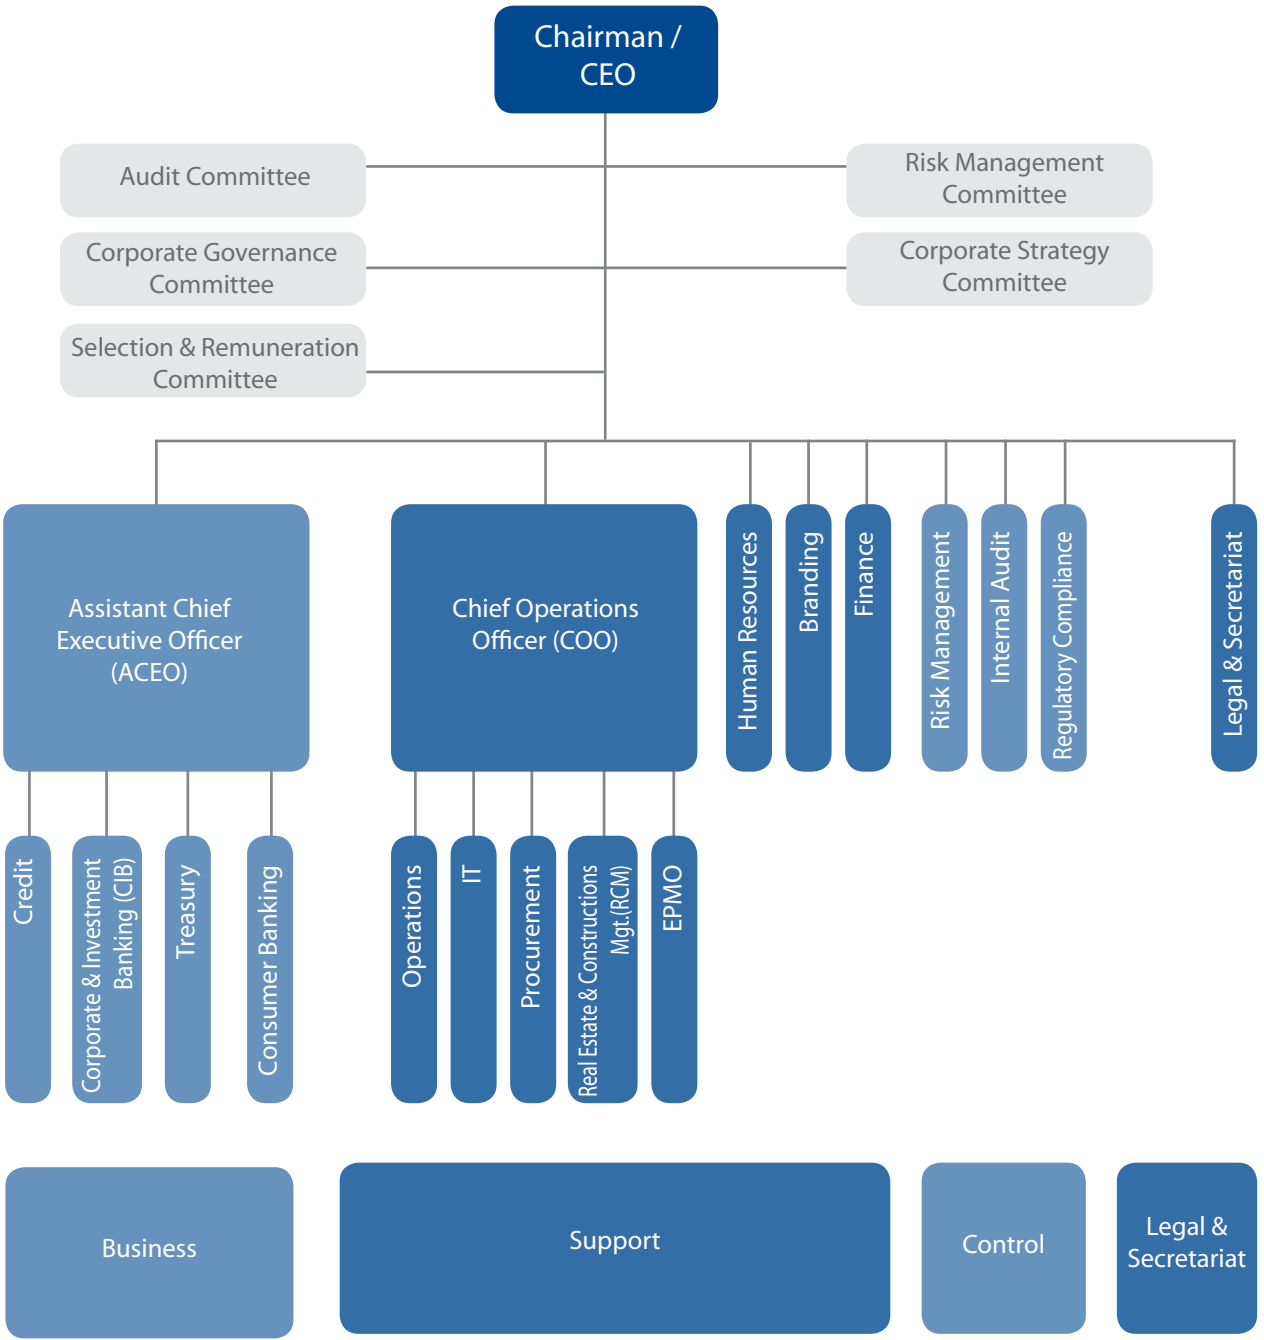 Chairman /
CEO
Audit Committee
Risk Management
Committee
Corporate Governance
Committee
Corporate Strategy
Committee
Selection & Remuneration
Committee
Assistant Chief
Executive Officer
(ACEO)
Chief Operations
Officer (COO)
Human Resources
Branding
Finance
Risk Management
Internal Audit
Regulatory Compliance
Legal & Secretariat
Credit
Corporate & Investment
Banking (CIB)
Treasury
Consumer Banking
Operations
IT
Procurement
Real Estate & Constructions
Mgt.(RCM)
EPMO
Business
Support
Control
Legal &
Secretariat